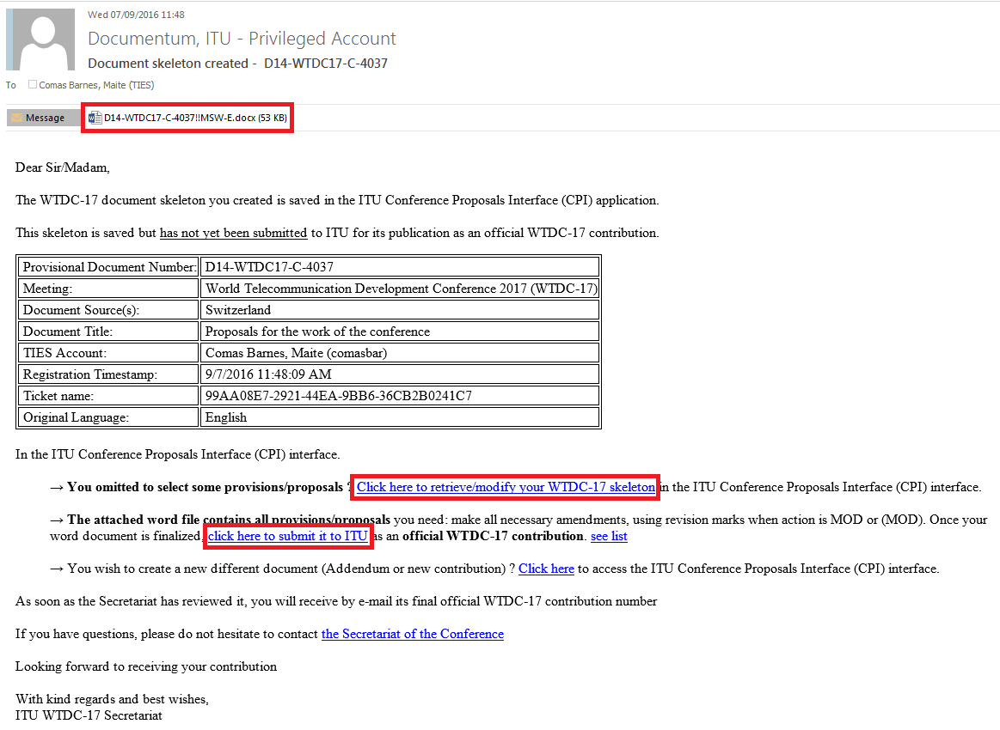 Wed 07/09/2016 11:48
Documentum, ITU - Privileged Account
Document skeleton created - D14-WTDC17-C-4037
To Comas Barnes, Maite (TIES)
Message D14-WTDC17-C-4037!!MSW-E.docx (53 KB)
Dear Sir/Madam,
The WTDC-17 document skeleton you created is saved in the ITU Conference Proposals Interface (CPI) application.
This skeleton is saved but has not yet been submitted to ITU for its publication as an official WTDC-17 contribution.
Provisional Document Number: D14-WTDC17-C-4037
Meeting: World Telecommunication Development Conference 2017 (WTDC-17)
Document Source(s): Switzerland
Document Title: Proposals for the work of the conference
TIES Account: Comas Barnes, Maite (comasbar)
Registration Timestamp: 9/7/2016 11:48:09 AM
Ticket name: 99AA08E7-2921-44EA-9BB6-36CB2B0241C7
Original Language: English
In the ITU Conference Proposals Interface (CPI) interface.
→ You omitted to select some provisions/proposals ? Click here to retrieve/modify your WTDC-17 skeleton in the ITU Conference Proposals Interface (CPI) interface.
→ The attached word file contains all provisions/proposals you need: make all necessary amendments, using revision marks when action is MOD or (MOD). Once your
word document is finalized, click here to submit it to ITU as an official WTDC-17 contribution. see list
→ You wish to create a new different document (Addendum or new contribution) ? Click here to access the ITU Conference Proposals Interface (CPI) interface.
As soon as the Secretariat has reviewed it, you will receive by e-mail its final official WTDC-17 contribution number
If you have questions, please do not hesitate to contact the Secretariat of the Conference
Looking forward to receiving your contribution
With kind regards and best wishes,
ITU WTDC-17 Secretariat